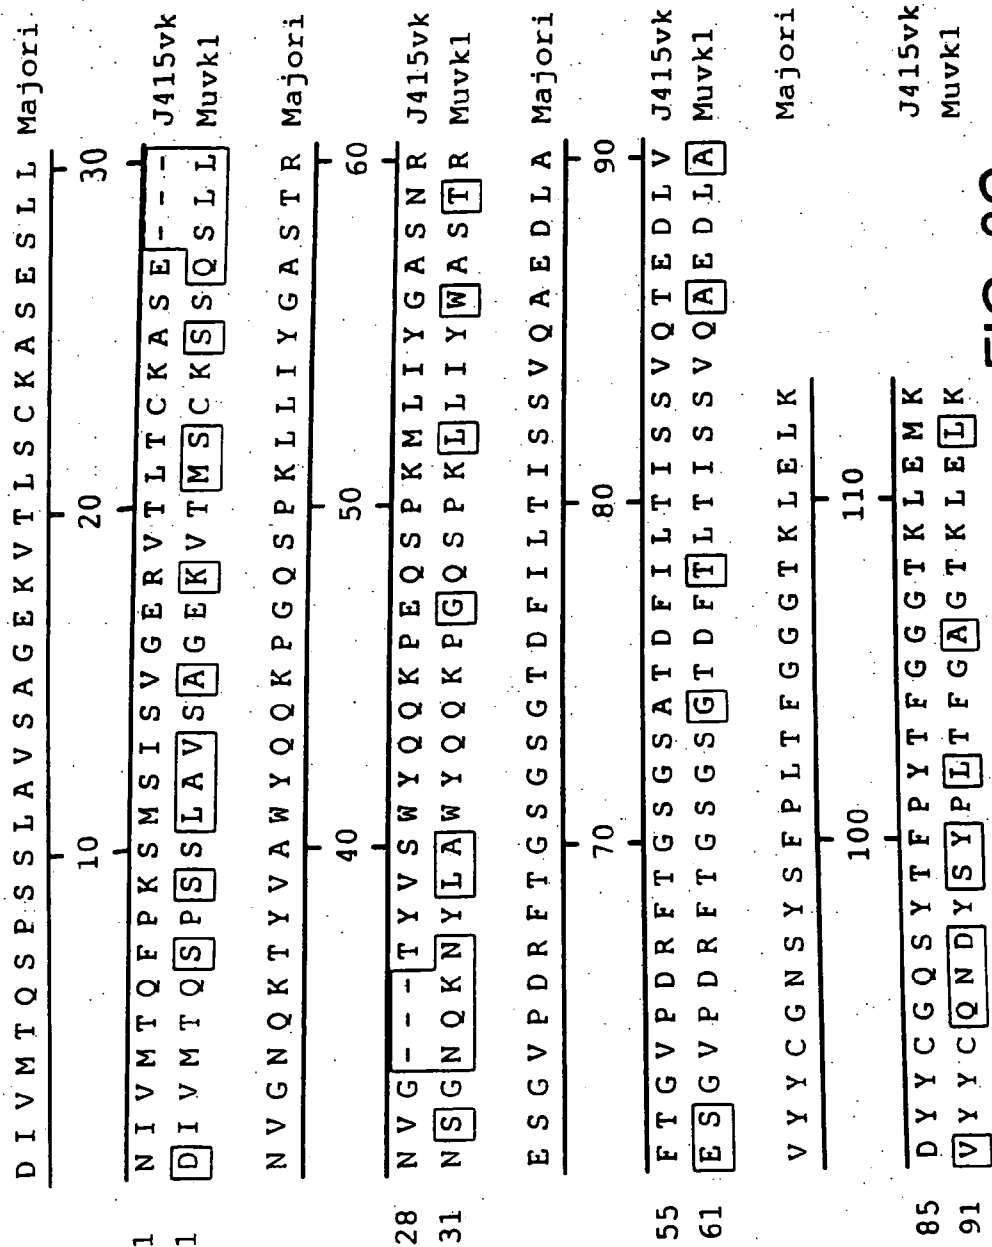 D I V M T Q S P S S L A V S A G E K V T L S C K A S E S L L Majori
10 20 30
1 N I V M T Q F P K S M S I S V G E R V T L T C K A S E - - - J415vk
1 D I V M T Q S P S S L A V S A G E K V T M S C K S S Q S L L Muvk1
N V G N Q K T Y V A W Y Q Q K P G Q S P K L L I Y G A S T R Majori
40 50 60
28 N V G - - - T Y V S W Y Q Q K P E Q S P K M L I Y G A S N R J415vk
31 N S G N Q K N Y L A W Y Q Q K P G Q S P K L L I Y W A S T R Muvk1
E S G V P D R F T G S G S G T D F I L T I S S V Q A E D L A Majori
70 80 90
55 F T G V P D R F T G S G S A T D F I L T I S S V Q T E D L V J415vk
61 E S G V P D R F T G S G S G T D F T L T I S S V Q A E D L A Muvk1
V Y Y C G N S Y S F P L T F G G G T K L E L K Majori
100 110
85 D Y Y C G Q S Y T F P Y T F G G G T K L E M K J415vk
91 V Y Y C Q N D Y S Y P L T F G A G T K L E L K Muvk1